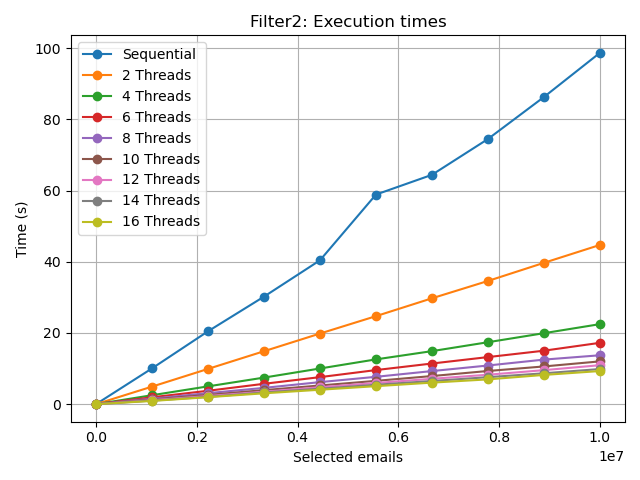 Filter2: Execution times
Time (s)
100
80
60
40
20
0
Sequential
2 Threads
4 Threads
6 Threads
8 Threads
10 Threads
12 Threads
14 Threads
16 Threads
0.0 0.2 0.4 0.6 0.8 1.0
1e7
Selected emails